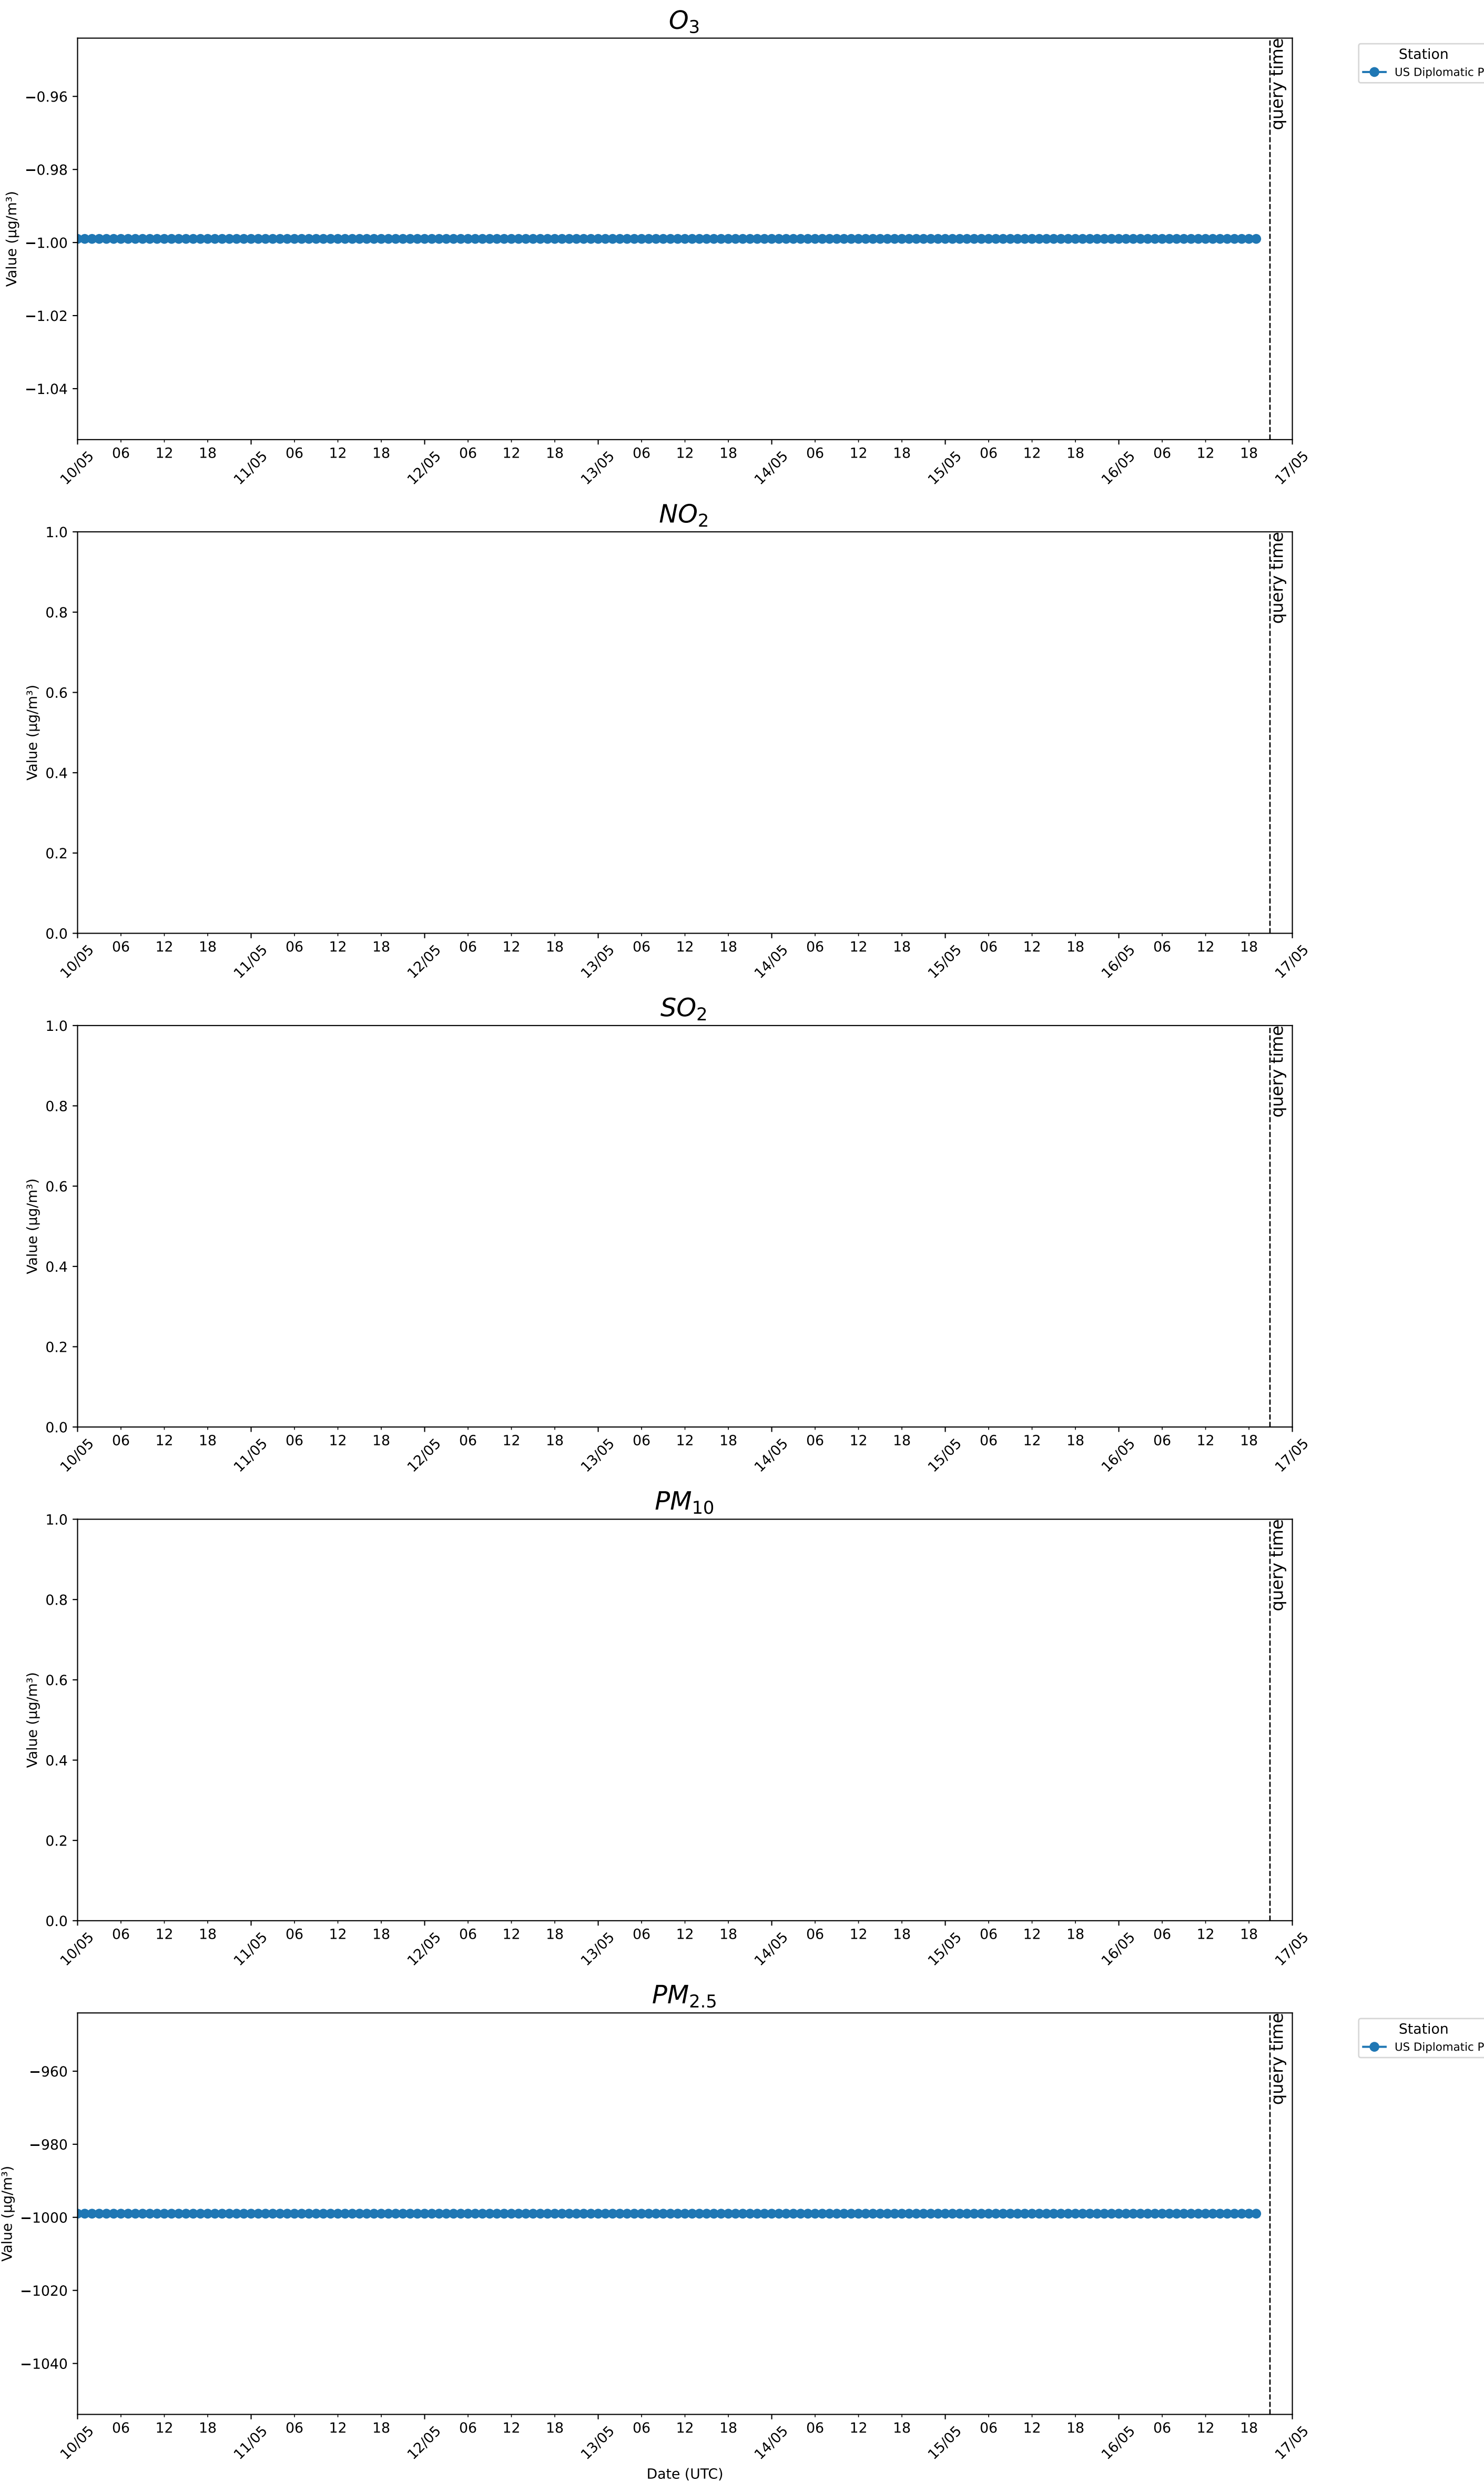 O3
Station
US Diplomatic P
query time
Value (µg/m³)
−0.96
−0.98
−1.00
−1.02
−1.04
10/05 06 12 18 11/05 06 12 18 12/05 06 12 18 13/05 06 12 18 14/05 06 12 18 15/05 06 12 18 16/05 06 12 18 17/05
NO2
query time
Value (µg/m³)
1.0
0.8
0.6
0.4
0.2
0.0
10/05 06 12 18 11/05 06 12 18 12/05 06 12 18 13/05 06 12 18 14/05 06 12 18 15/05 06 12 18 16/05 06 12 18 17/05
SO2
query time
Value (µg/m³)
1.0
0.8
0.6
0.4
0.2
0.0
10/05 06 12 18 11/05 06 12 18 12/05 06 12 18 13/05 06 12 18 14/05 06 12 18 15/05 06 12 18 16/05 06 12 18 17/05
PM10
query time
Value (µg/m³)
1.0
0.8
0.6
0.4
0.2
0.0
10/05 06 12 18 11/05 06 12 18 12/05 06 12 18 13/05 06 12 18 14/05 06 12 18 15/05 06 12 18 16/05 06 12 18 17/05
PM2.5
Station
US Diplomatic P
query time
Value (µg/m³)
−960
−980
−1000
−1020
−1040
10/05 06 12 18 11/05 06 12 18 12/05 06 12 18 13/05 06 12 18 14/05 06 12 18 15/05 06 12 18 16/05 06 12 18 17/05
Date (UTC)